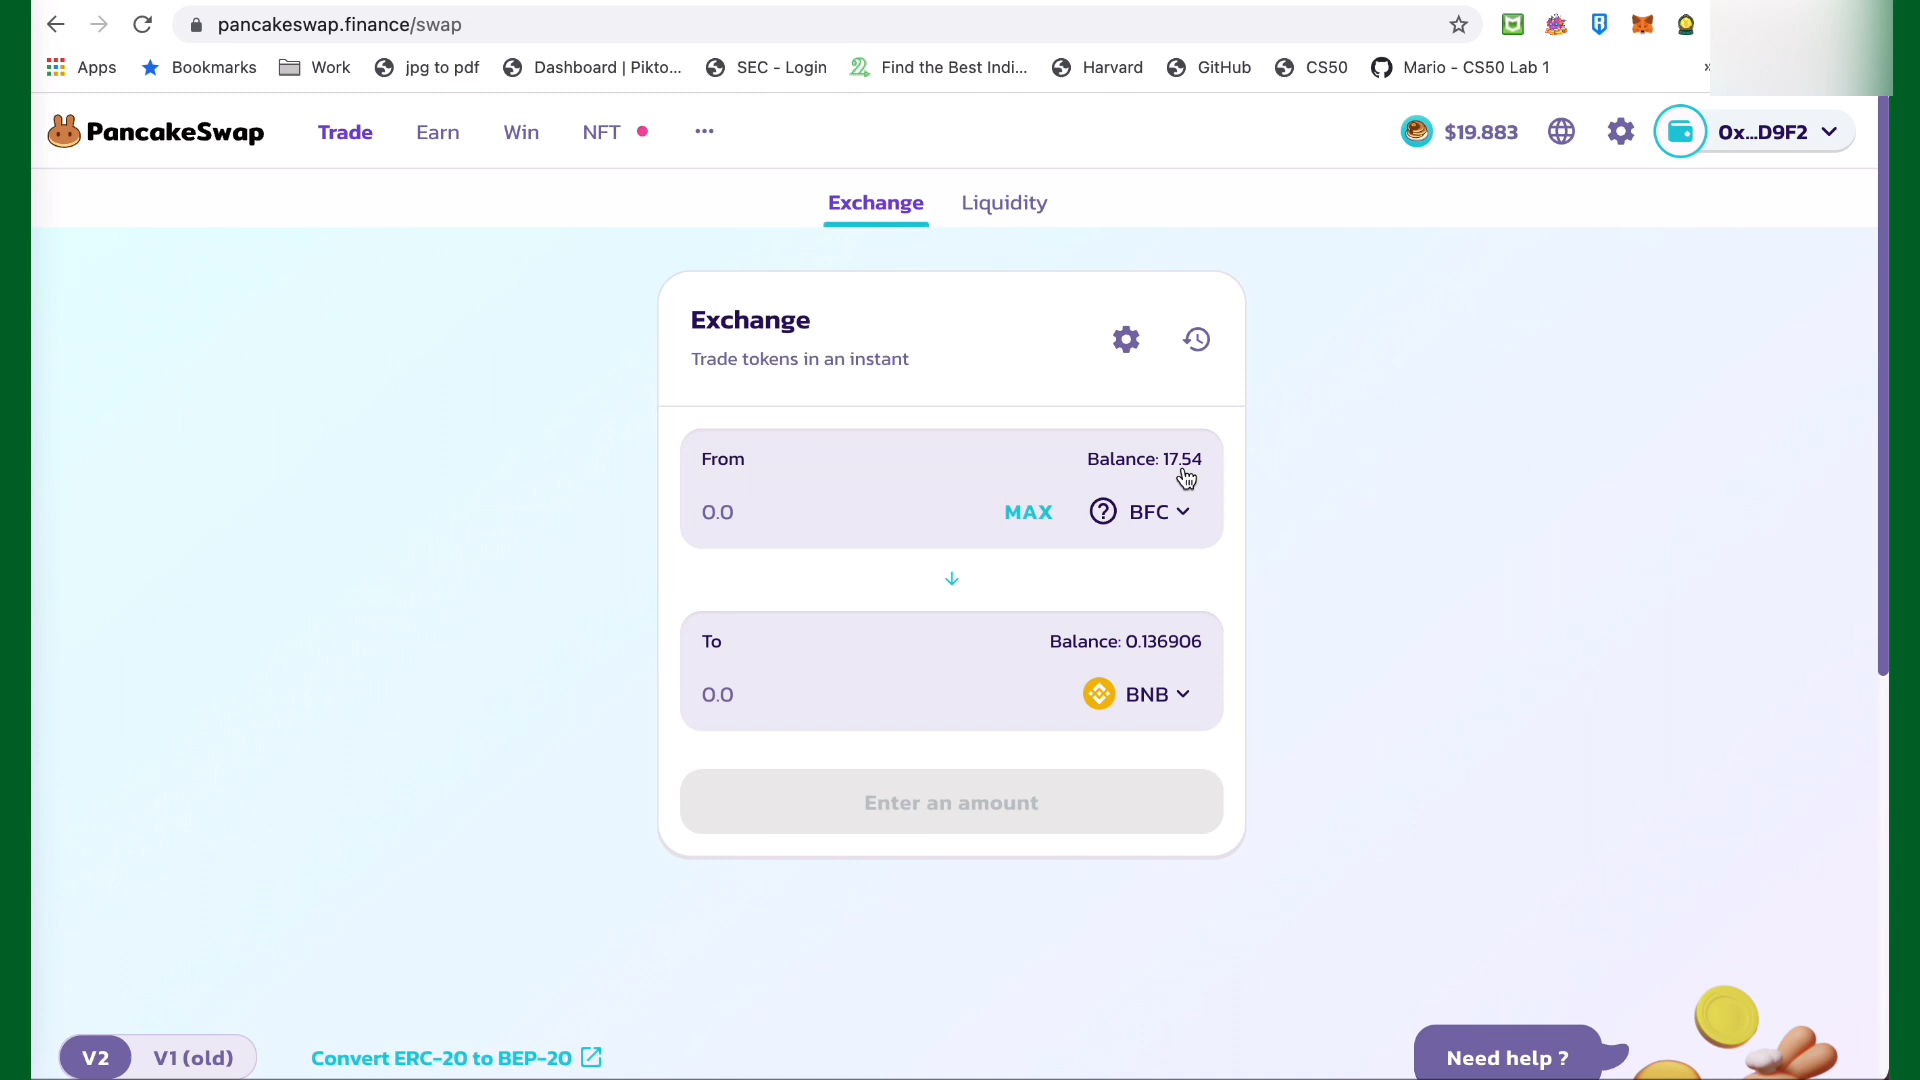 pancakeswap.finance/swap
Apps Bookmarks Work jpg to pdf Dashboard | Pikto... SEC - Login Find the Best Indi... Harvard GitHub CS50 Mario - CS50 Lab 1 »
PancakeSwap Trade Earn Win NFT ••• $19.883 0x...D9F2
Exchange Liquidity
Exchange
Trade tokens in an instant
From Balance: 17.54
0.0 MAX BFC
To Balance: 0.136906
0.0 BNB
Enter an amount
V2 V1 (old) Convert ERC-20 to BEP-20 Need help ?